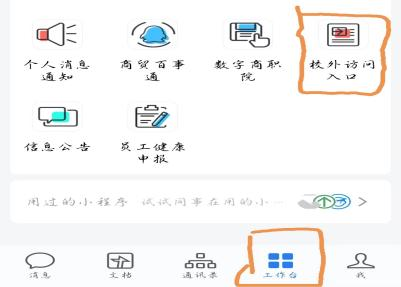 个人消息 商贸百事 数字商职 校外访问
通知 通 院 入口
信息公告 员工健康
申报
用过的小程序 试试同事在用的小…
消息 文档 通讯录 工作台 我